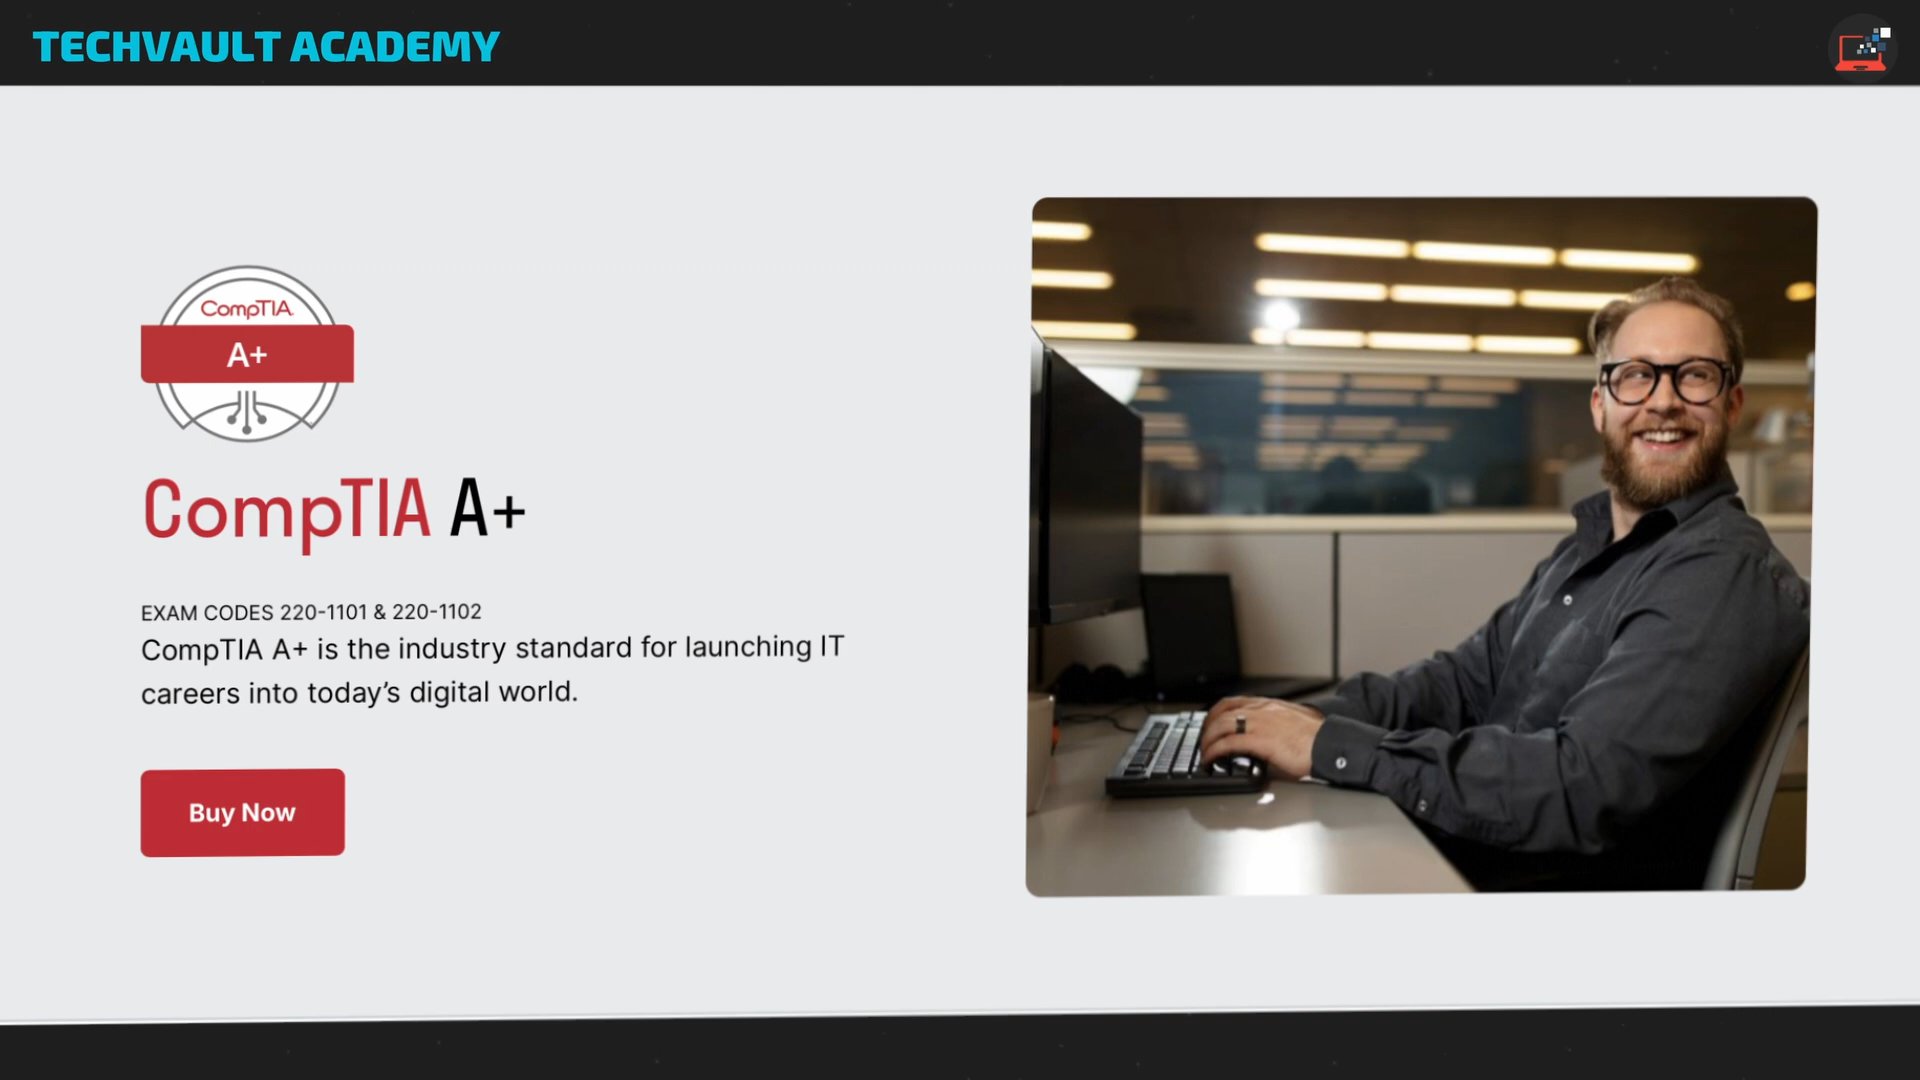 TECHVAULT ACADEMY
CompTIA.
A+
CompTIA A+
EXAM CODES 220-1101 & 220-1102
CompTIA A+ is the industry standard for launching IT
careers into today’s digital world.
Buy Now